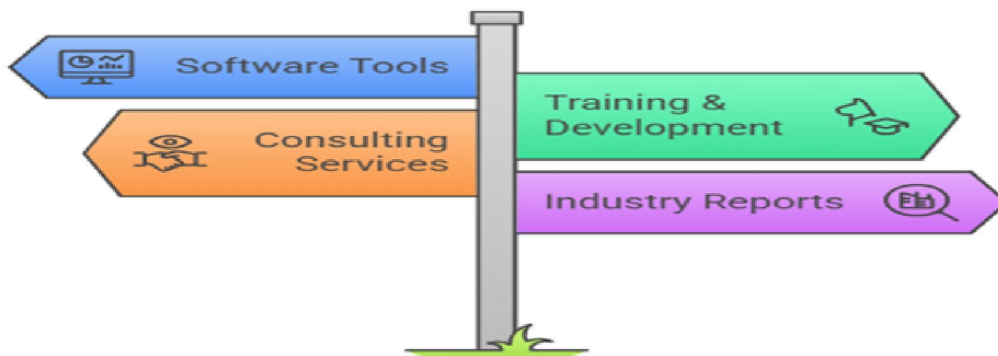 Software Tools
Training &
Development
Consulting
Services
Industry Reports